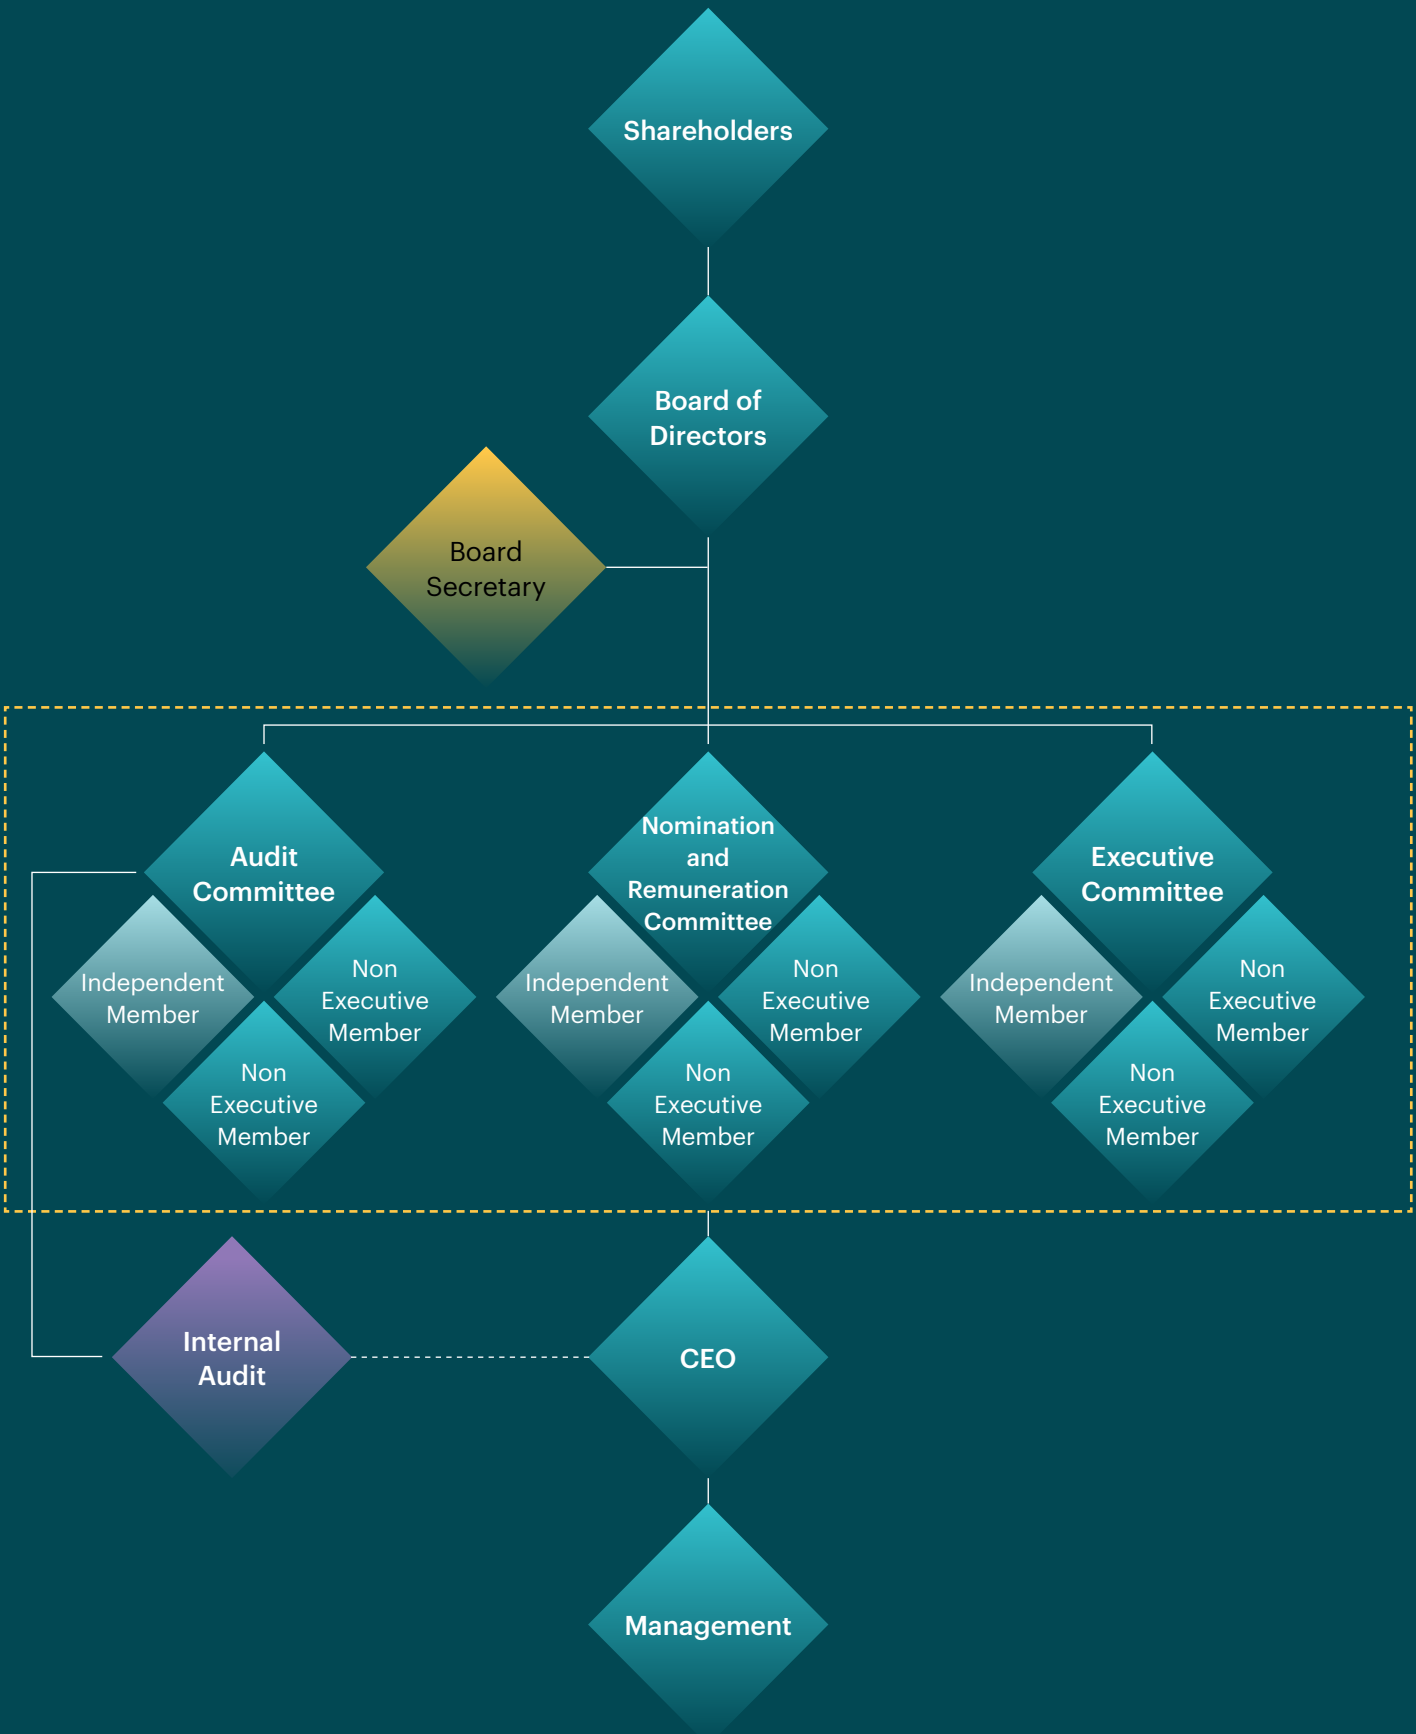 Shareholders
Board of
Directors
Board
Secretary
Audit
Committee
Independent
Member
Non
Executive
Member
Non
Executive
Member
Nomination
and
Remuneration
Committee
Independent
Member
Non
Executive
Member
Non
Executive
Member
Executive
Committee
Independent
Member
Non
Executive
Member
Non
Executive
Member
Internal
Audit
CEO
Management